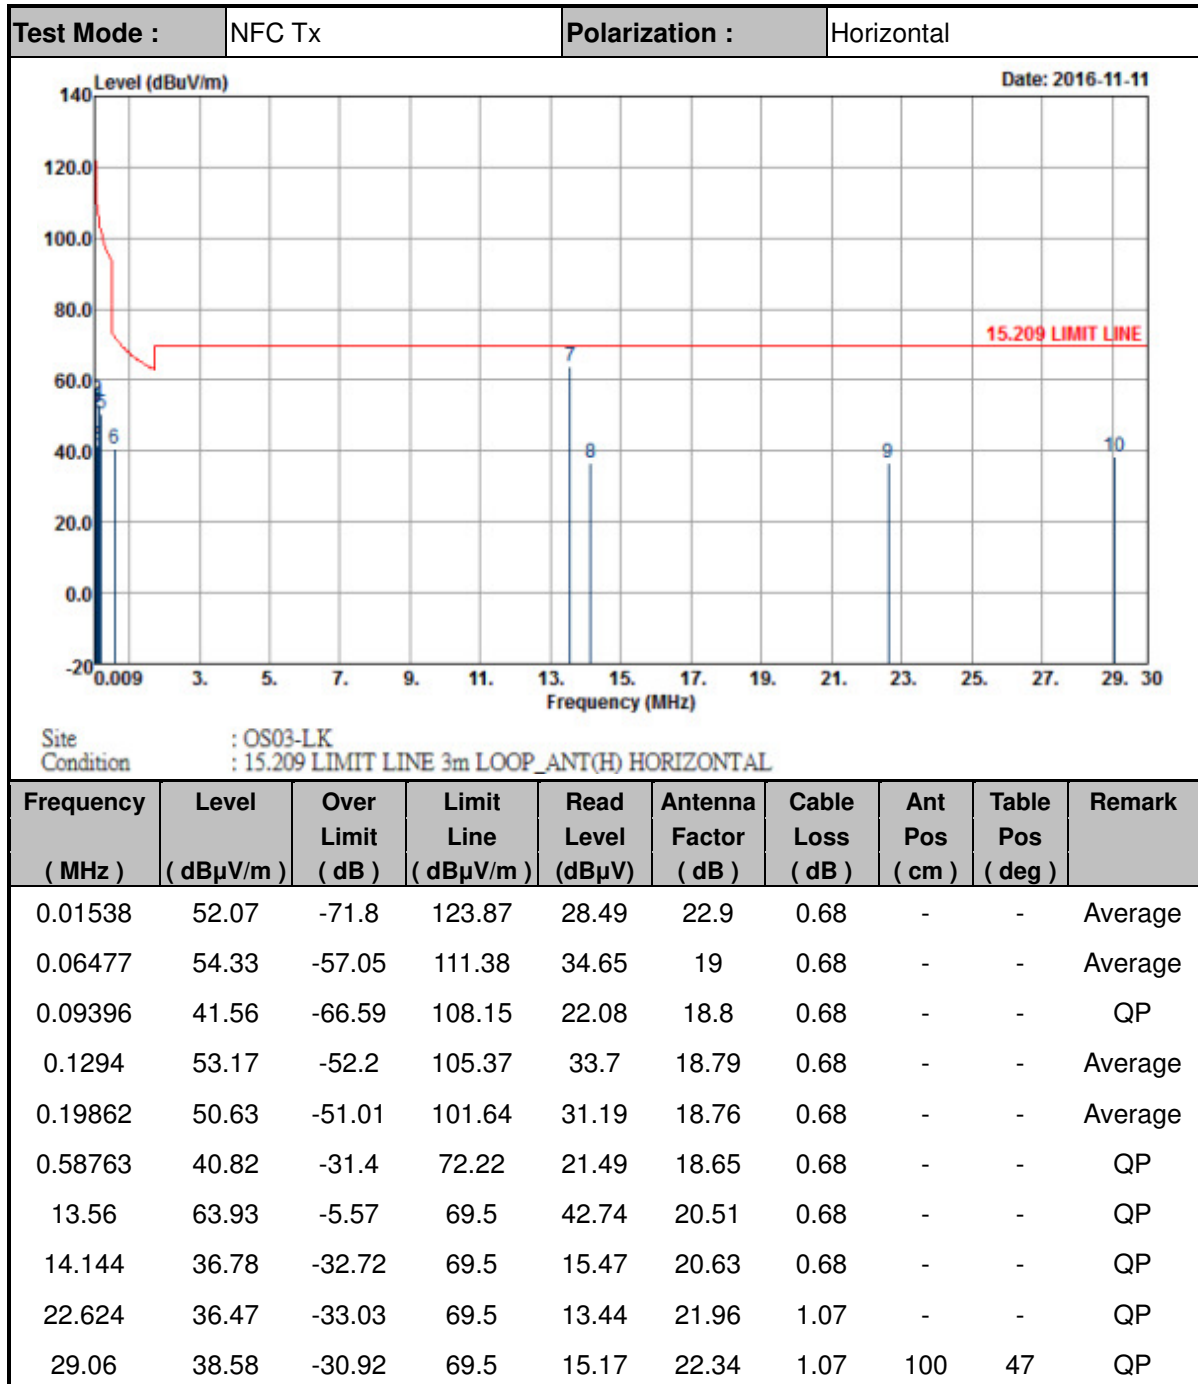 Test Mode : NFC Tx Polarization : Horizontal
Level (dBuV/m) Date: 2016-11-11
140
120.0
100.0
80.0
15.209 LIMIT LINE
7
60.0
5
6
40.0
8 9 10
20.0
0.0
-20
0.009 3. 5. 7. 9. 11. 13. 15. 17. 19. 21. 23. 25. 27. 29. 30
Frequency (MHz)
Site : OS03-LK
Condition : 15.209 LIMIT LINE 3m LOOP_ANT(H) HORIZONTAL
Frequency Level Over Limit Read Antenna Cable Ant Table Remark
Limit Line Level Factor Loss Pos Pos
( MHz ) ( dBµV/m ) ( dB ) ( dBµV/m ) (dBµV) ( dB ) ( dB ) ( cm ) ( deg )
0.01538 52.07 -71.8 123.87 28.49 22.9 0.68 - - Average
0.06477 54.33 -57.05 111.38 34.65 19 0.68 - - Average
0.09396 41.56 -66.59 108.15 22.08 18.8 0.68 - - QP
0.1294 53.17 -52.2 105.37 33.7 18.79 0.68 - - Average
0.19862 50.63 -51.01 101.64 31.19 18.76 0.68 - - Average
0.58763 40.82 -31.4 72.22 21.49 18.65 0.68 - - QP
13.56 63.93 -5.57 69.5 42.74 20.51 0.68 - - QP
14.144 36.78 -32.72 69.5 15.47 20.63 0.68 - - QP
22.624 36.47 -33.03 69.5 13.44 21.96 1.07 - - QP
29.06 38.58 -30.92 69.5 15.17 22.34 1.07 100 47 QP